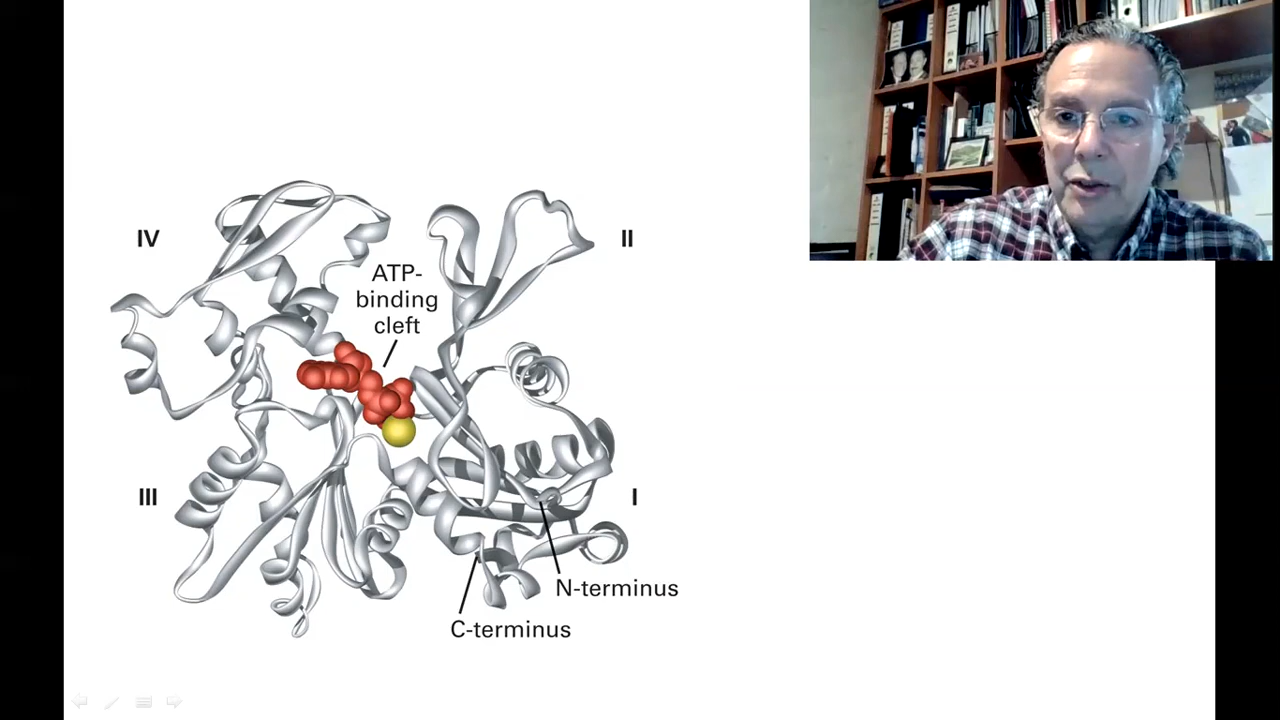 IV
II
ATP-
binding
cleft
III
I
N-terminus
C-terminus